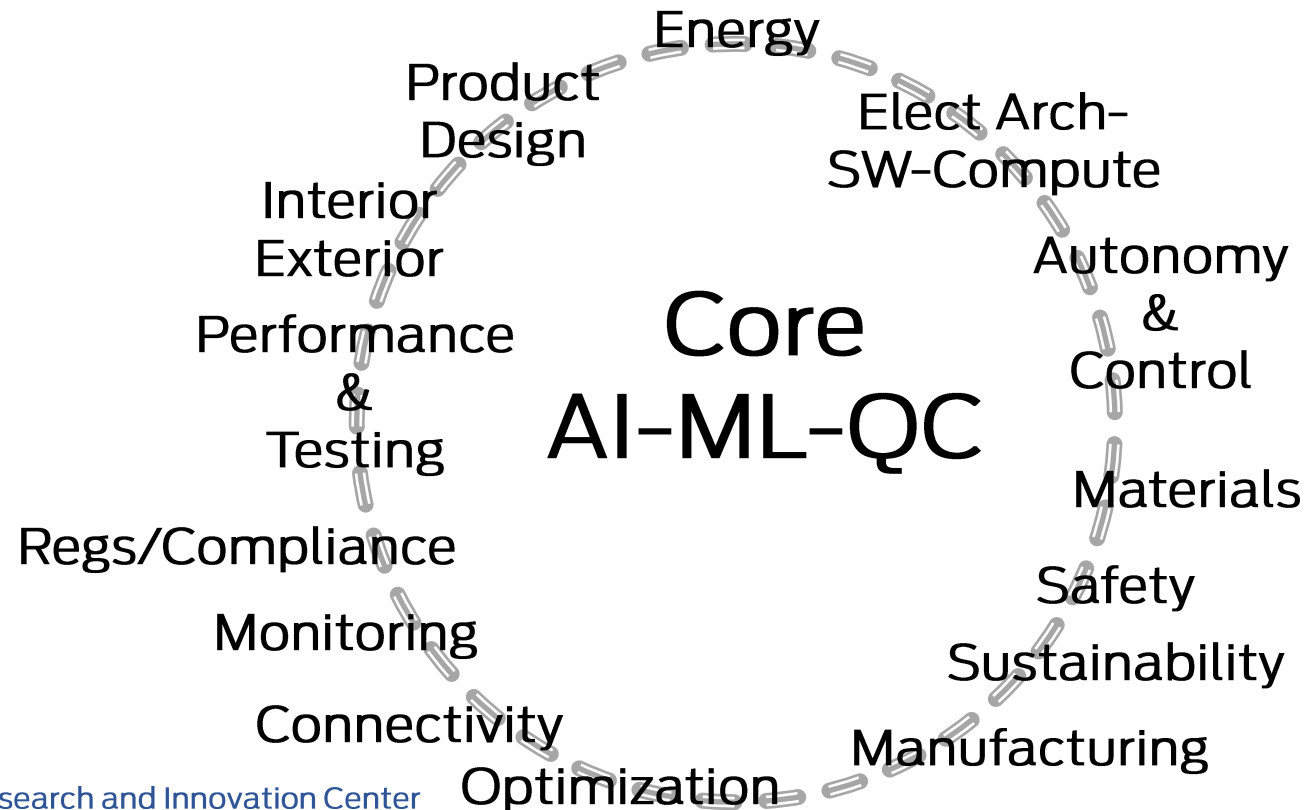 Energy
Product
Design
Elect Arch-
SW-Compute
Interior
Exterior
Autonomy
&
Control
Performance
&
Testing
Core
AI-ML-QC
Materials
Regs/Compliance
Safety
Monitoring
Sustainability
Connectivity
Manufacturing
Optimization
and Innovation Center